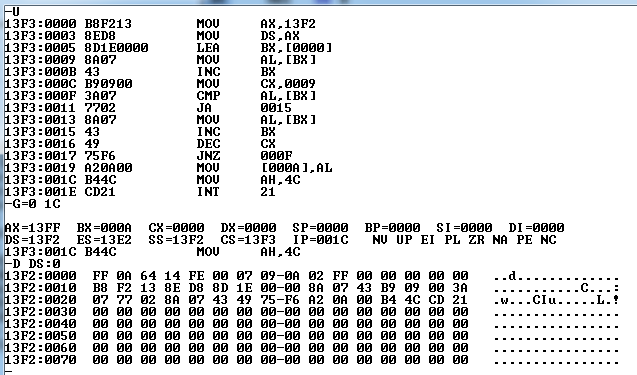 -U
13F3:0000 B8F213        MOV     AX,13F2
13F3:0003 8ED8          MOV     DS,AX
13F3:0005 8D1E0000      LEA     BX,[0000]
13F3:0009 8A07          MOV     AL,[BX]
13F3:000B 43            INC     BX
13F3:000C B90900        MOV     CX,0009
13F3:000F 3A07          CMP     AL,[BX]
13F3:0011 7702          JA      0015
13F3:0013 8A07          MOV     AL,[BX]
13F3:0015 43            INC     BX
13F3:0016 49            DEC     CX
13F3:0017 75F6          JNZ     000F
13F3:0019 A20A00        MOV     [000A],AL
13F3:001C B44C          MOV     AH,4C
13F3:001E CD21          INT     21
-G=0 1C
AX=13FF  BX=000A  CX=0000  DX=0000  SP=0000  BP=0000  SI=0000  DI=0000
DS=13F2  ES=13E2  SS=13F2  CS=13F3  IP=001C   NV UP EI PL ZR NA PE NC
13F3:001C B44C          MOV     AH,4C
-D DS:0
13F2:0000  FF 0A 64 14 FE 00 07 09-0A 02 FF 00 00 00 00 00   ..d.............
13F2:0010  B8 F2 13 8E D8 8D 1E 00-00 8A 07 43 B9 09 00 3A   ...........C...:
13F2:0020  07 77 02 8A 07 43 49 75-F6 A2 0A 00 B4 4C CD 21   .w...CIu.....L.!
13F2:0030  00 00 00 00 00 00 00 00-00 00 00 00 00 00 00 00   ................
13F2:0040  00 00 00 00 00 00 00 00-00 00 00 00 00 00 00 00   ................
13F2:0050  00 00 00 00 00 00 00 00-00 00 00 00 00 00 00 00   ................
13F2:0060  00 00 00 00 00 00 00 00-00 00 00 00 00 00 00 00   ................
13F2:0070  00 00 00 00 00 00 00 00-00 00 00 00 00 00 00 00   ................
-